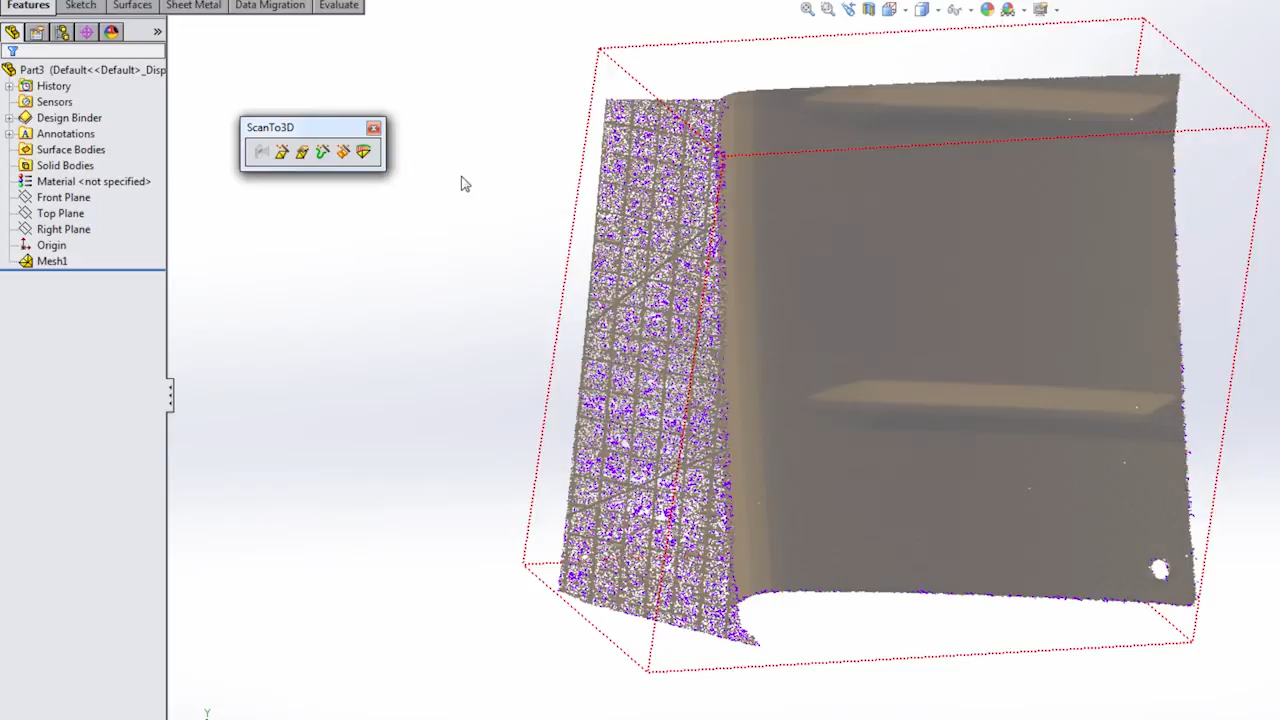 Features Sketch Surfaces Sheet Metal Data Migration Evaluate
Part3 (Default<<Default>_Disp
History
Sensors
Design Binder
Annotations
Surface Bodies
Solid Bodies
Material <not specified>
Front Plane
Top Plane
Right Plane
Origin
Mesh1
ScanTo3D
Y